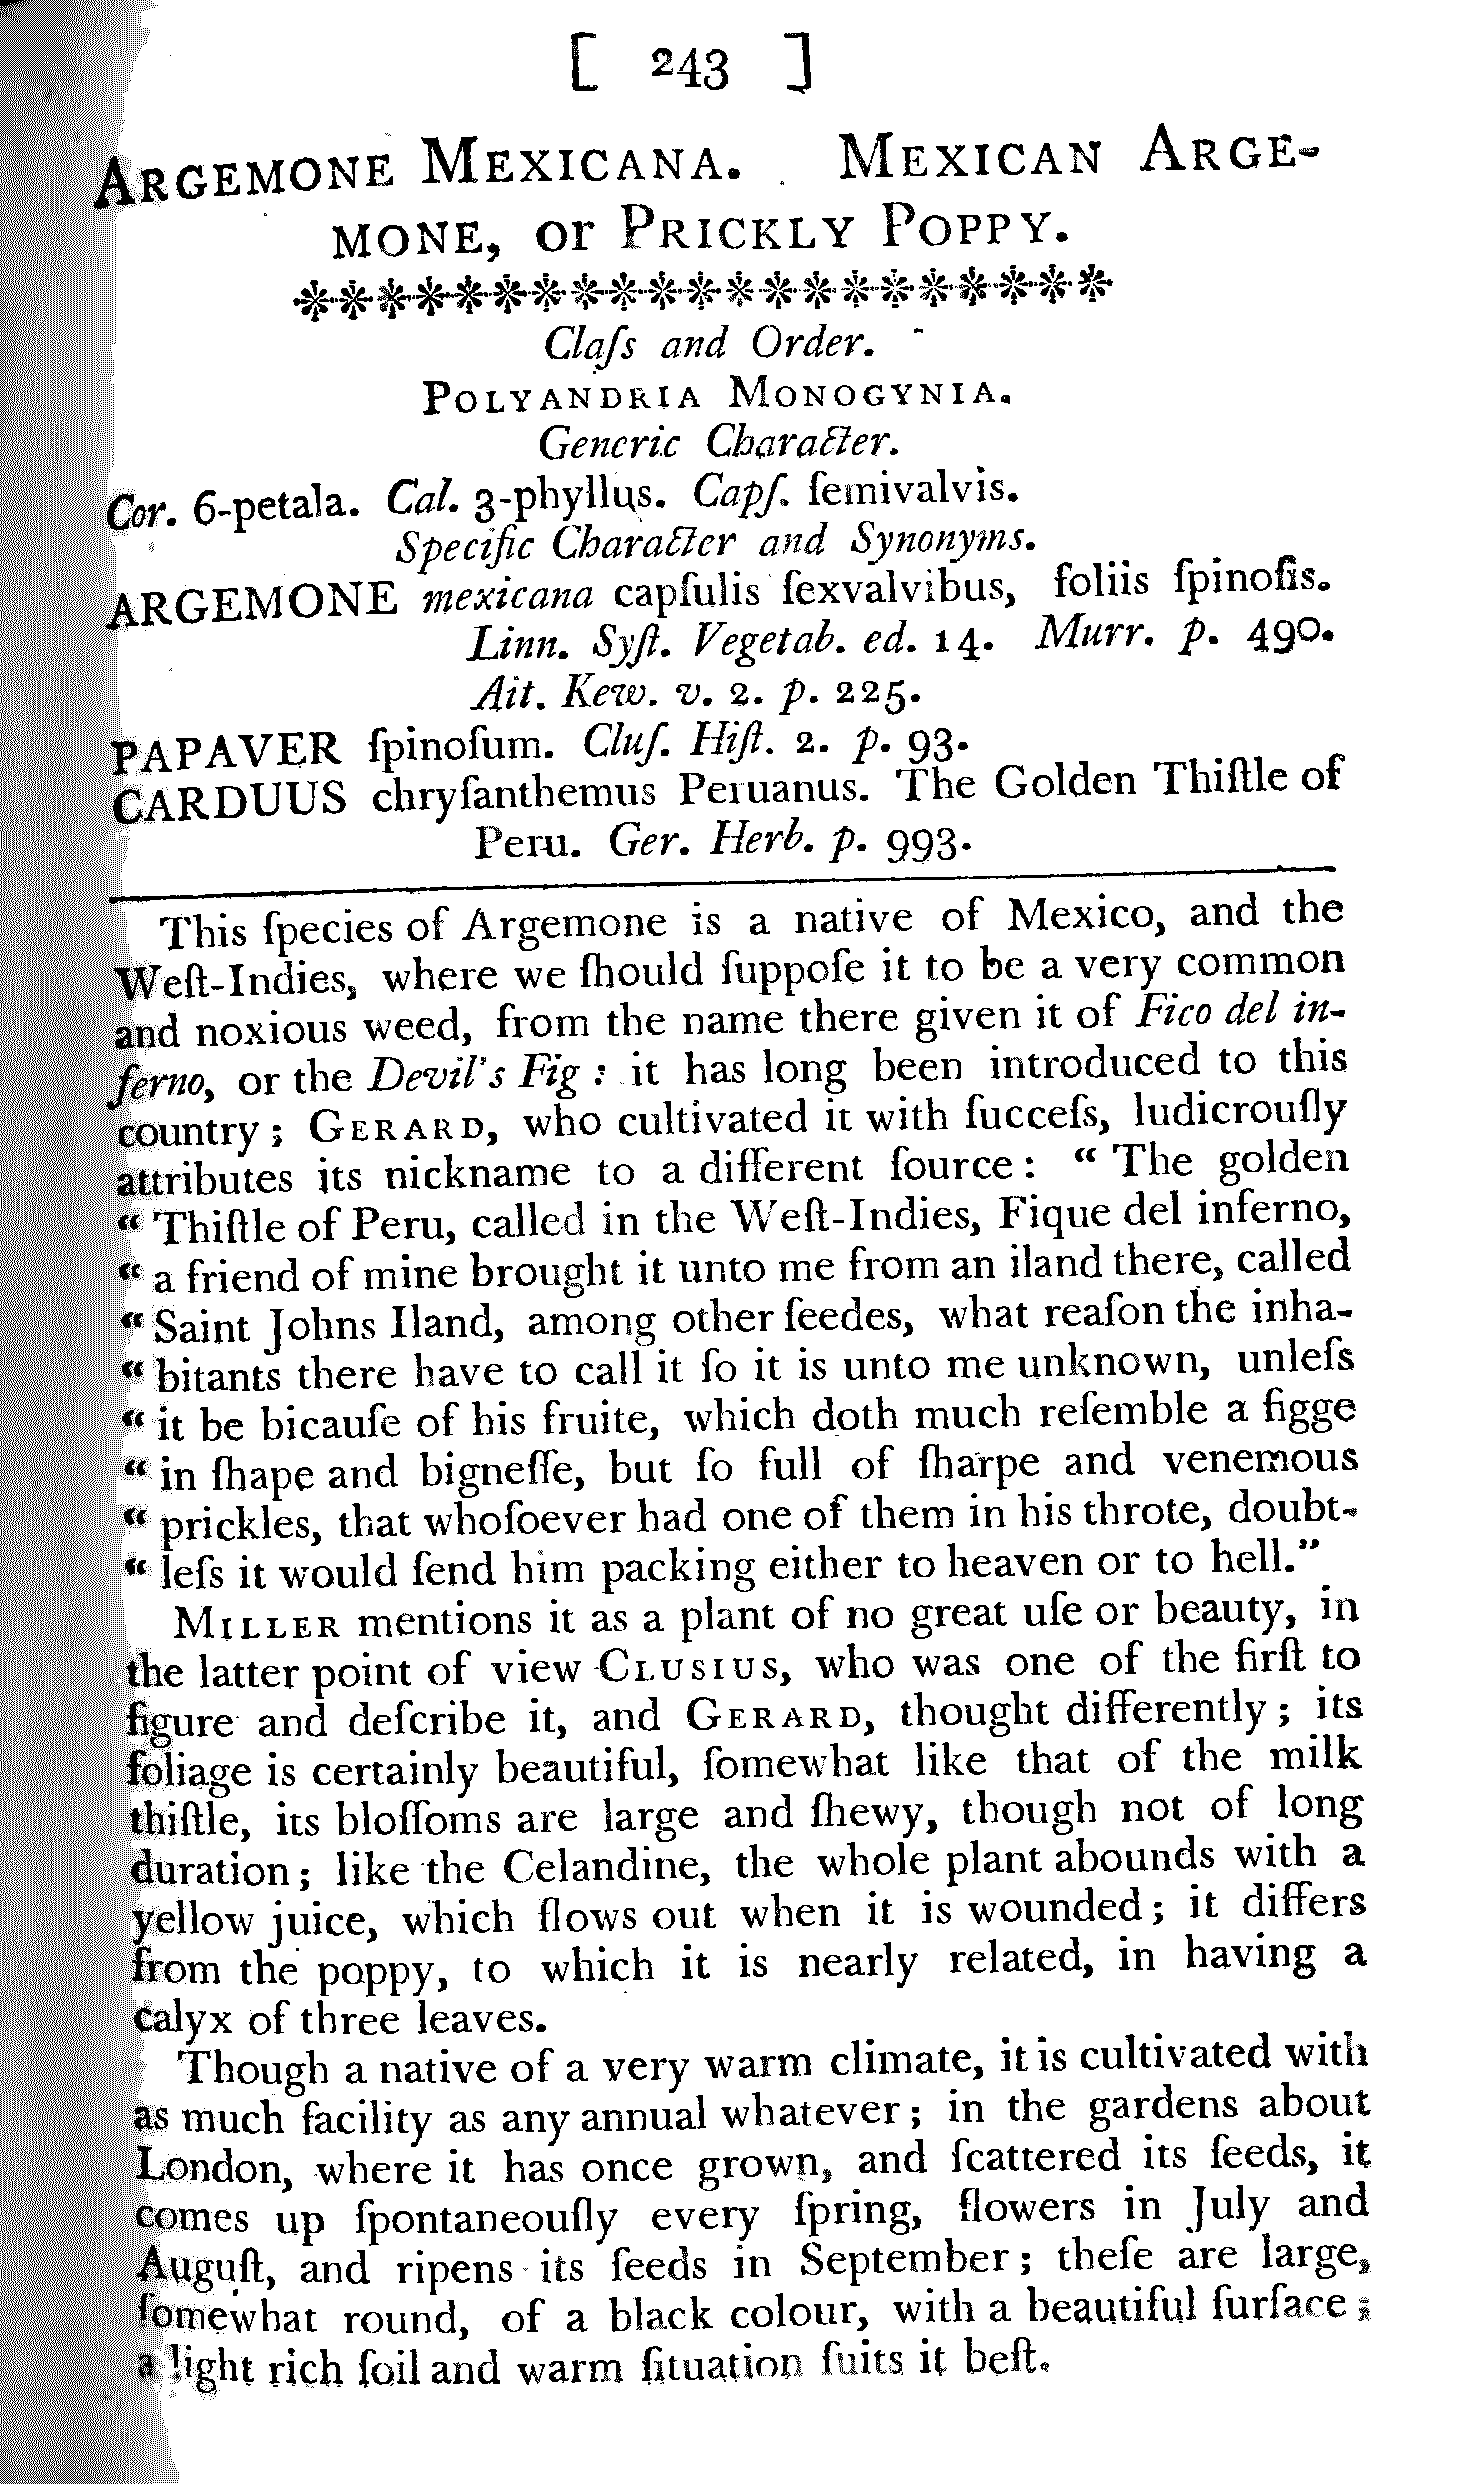 [ 243 ]
ARGEMONE MEXICANA. MEXICAN ARGE-
MONE, or PRICKLY POPPY.
Claſs and Order.
POLYANDRIA MONOGYNIA.
Generic Character.
Cor. 6-petala. Cal. 3-phyllus. Capſ. ſemivalvis.
Specific Character and Synonyms.
ARGEMONE mexicana capſulis ſexvalvibus, foliis ſpinoſis.
Linn. Syſt. Vegetab. ed. 14. Murr. p. 490.
Ait. Kew. v. 2. p. 225.
PAPAVER ſpinoſum. Cluſ. Hiſt. 2. p. 93.
CARDUUS chryſanthemus Peruanus. The Golden Thiſtle of
Peru. Ger. Herb. p. 993.
This ſpecies of Argemone is a native of Mexico, and the
Weſt-Indies, where we ſhould ſuppoſe it to be a very common
and noxious weed, from the name there given it of Fico del in-
ferno, or the Devil's Fig : it has long been introduced to this
country ; GERARD, who cultivated it with ſucceſs, ludicrouſly
attributes its nickname to a different ſource : “ The golden
“ Thiſtle of Peru, called in the Weſt-Indies, Fique del inferno,
“ a friend of mine brought it unto me from an iland there, called
“ Saint Johns Iland, among other ſeedes, what reaſon the inha-
“ bitants there have to call it ſo it is unto me unknown, unleſs
“ it be bicauſe of his fruite, which doth much reſemble a figge
“ in ſhape and bigneſſe, but ſo full of ſharpe and venemous
“ prickles, that whoſoever had one of them in his throte, doubt-
“ leſs it would ſend him packing either to heaven or to hell.”
MILLER mentions it as a plant of no great uſe or beauty, in
the latter point of view CLUSIUS, who was one of the firſt to
figure and deſcribe it, and GERARD, thought differently ; its
foliage is certainly beautiful, ſomewhat like that of the milk
thiſtle, its bloſſoms are large and ſhewy, though not of long
duration ; like the Celandine, the whole plant abounds with a
yellow juice, which flows out when it is wounded ; it differs
from the poppy, to which it is nearly related, in having a
calyx of three leaves.
Though a native of a very warm climate, it is cultivated with
as much facility as any annual whatever ; in the gardens about
London, where it has once grown, and ſcattered its ſeeds, it
comes up ſpontaneouſly every ſpring, flowers in July and
Auguſt, and ripens its ſeeds in September ; theſe are large,
ſomewhat round, of a black colour, with a beautiful ſurface ;
a light rich ſoil and warm ſituation ſuits it beſt.